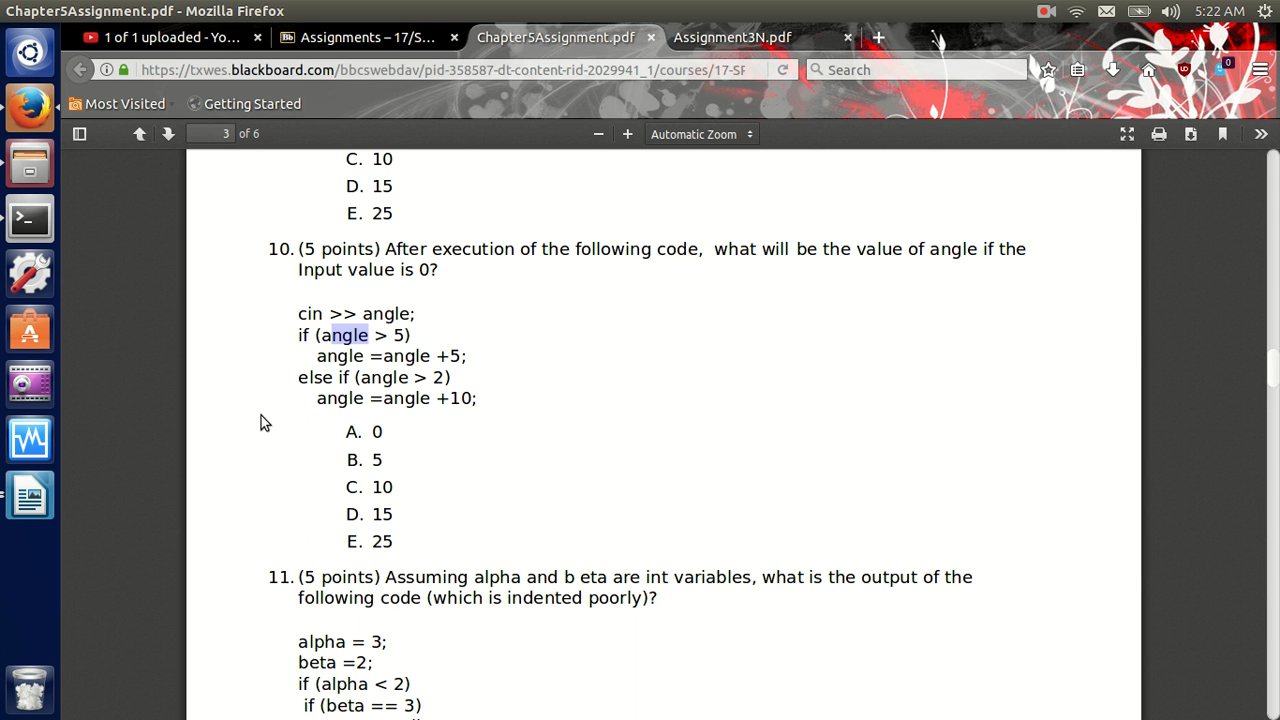 Chapter5Assignment.pdf - Mozilla Firefox
5:22 AM
1 of 1 uploaded - Yo...
Bb Assignments – 17/S...
Chapter5Assignment.pdf
Assignment3N.pdf
https://txwes.blackboard.com/bbcswebdav/pid-358587-dt-content-rid-2029941_1/courses/17-SF
Search
0
Most Visited
Getting Started
3 of 6
Automatic Zoom
C. 10
D. 15
E. 25
10. (5 points) After execution of the following code,  what will be the value of angle if the
Input value is 0?
cin >> angle;
if (angle > 5)
angle =angle +5;
else if (angle > 2)
angle =angle +10;
A. 0
B. 5
C. 10
D. 15
E. 25
11. (5 points) Assuming alpha and b eta are int variables, what is the output of the
following code (which is indented poorly)?
alpha = 3;
beta =2;
if (alpha < 2)
if (beta == 3)